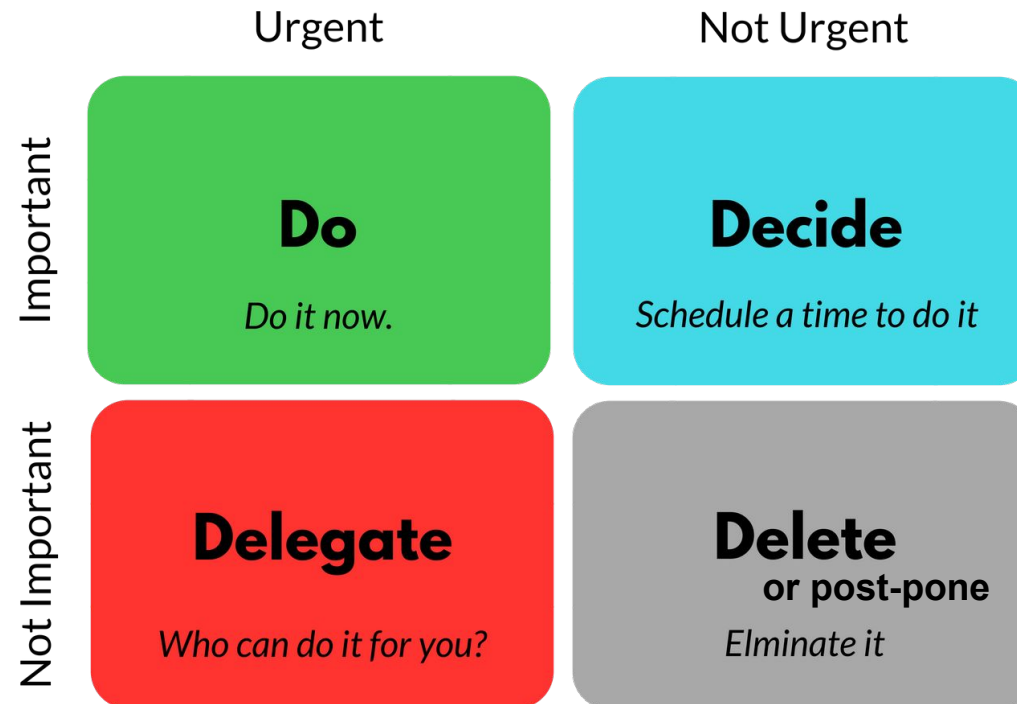 Urgent
Not Urgent
Important
Do
Do it now.
Decide
Schedule a time to do it
Not Important
Delegate
Who can do it for you?
Delete
or post-pone
Elminate it